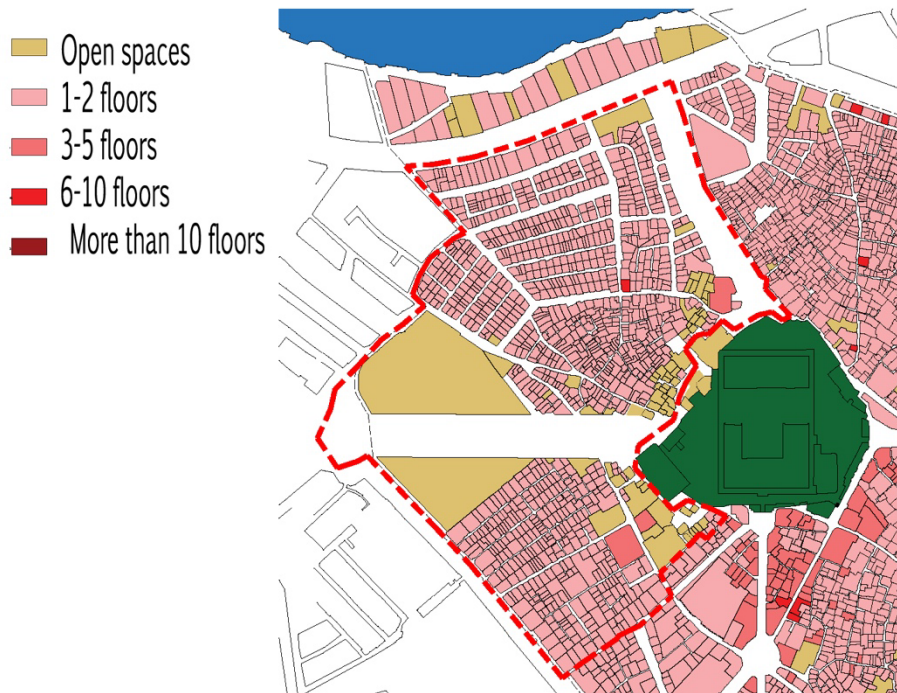 Open spaces
1-2 floors
3-5 floors
6-10 floors
More than 10 floors